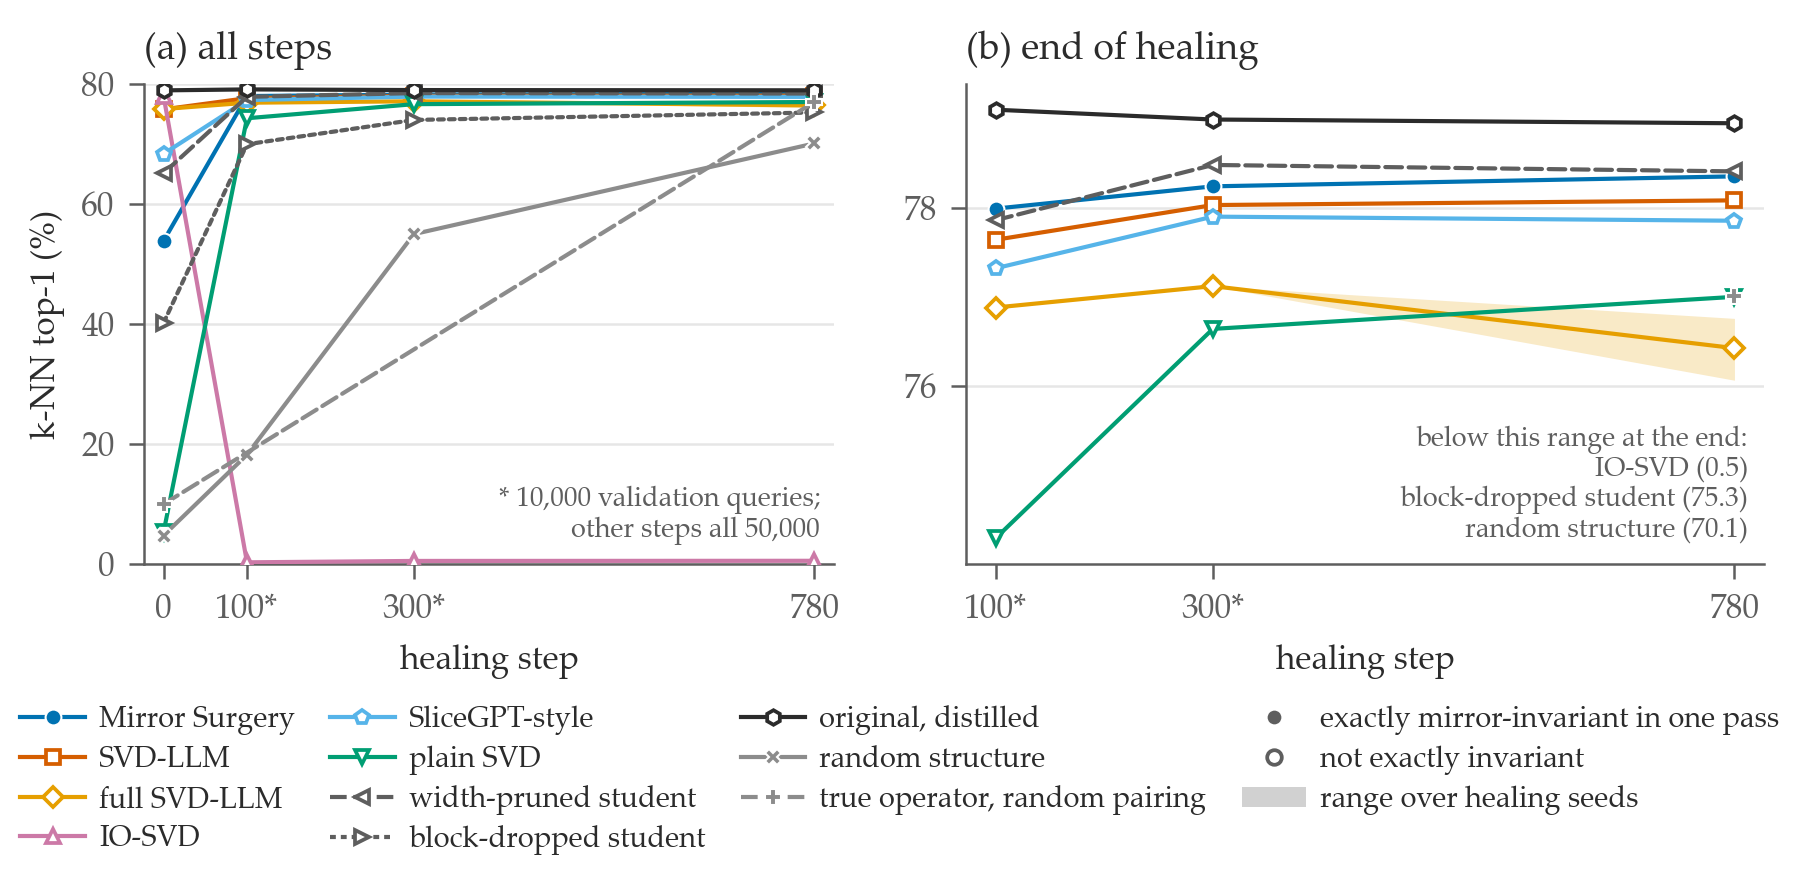 (a) all steps
(b) end of healing
k-NN top-1 (%)
80
60
40
20
0
* 10,000 validation queries;
other steps all 50,000
0 100* 300* 780
healing step
78
76
below this range at the end:
IO-SVD (0.5)
block-dropped student (75.3)
random structure (70.1)
100* 300* 780
healing step
Mirror Surgery
SVD-LLM
full SVD-LLM
IO-SVD
SliceGPT-style
plain SVD
width-pruned student
block-dropped student
original, distilled
random structure
true operator, random pairing
exactly mirror-invariant in one pass
not exactly invariant
range over healing seeds